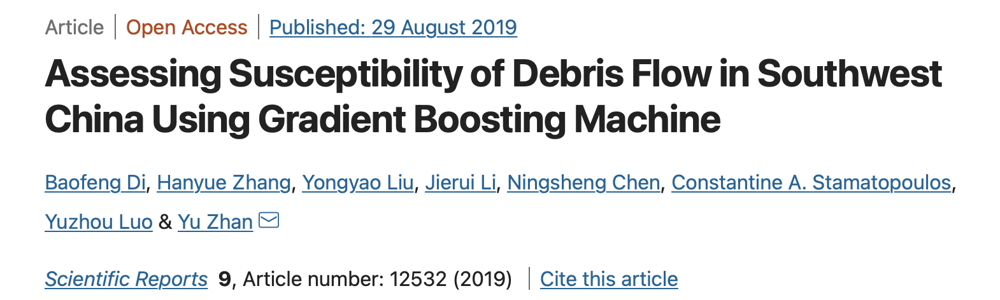 Article | Open Access | Published: 29 August 2019
Assessing Susceptibility of Debris Flow in Southwest
China Using Gradient Boosting Machine
Baofeng Di, Hanyue Zhang, Yongyao Liu, Jierui Li, Ningsheng Chen, Constantine A. Stamatopoulos,
Yuzhou Luo & Yu Zhan
Scientific Reports 9, Article number: 12532 (2019) | Cite this article